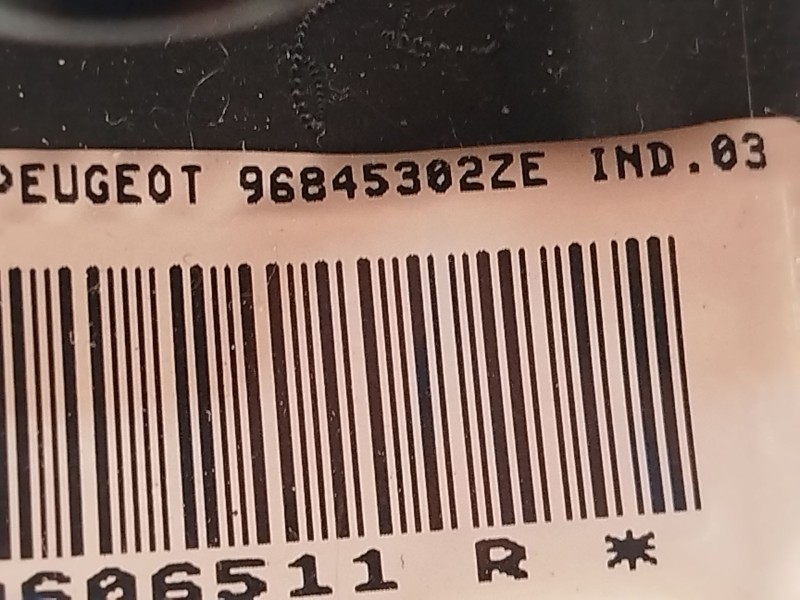 PEUGEOT 96845302ZE IND.03
606511 R *